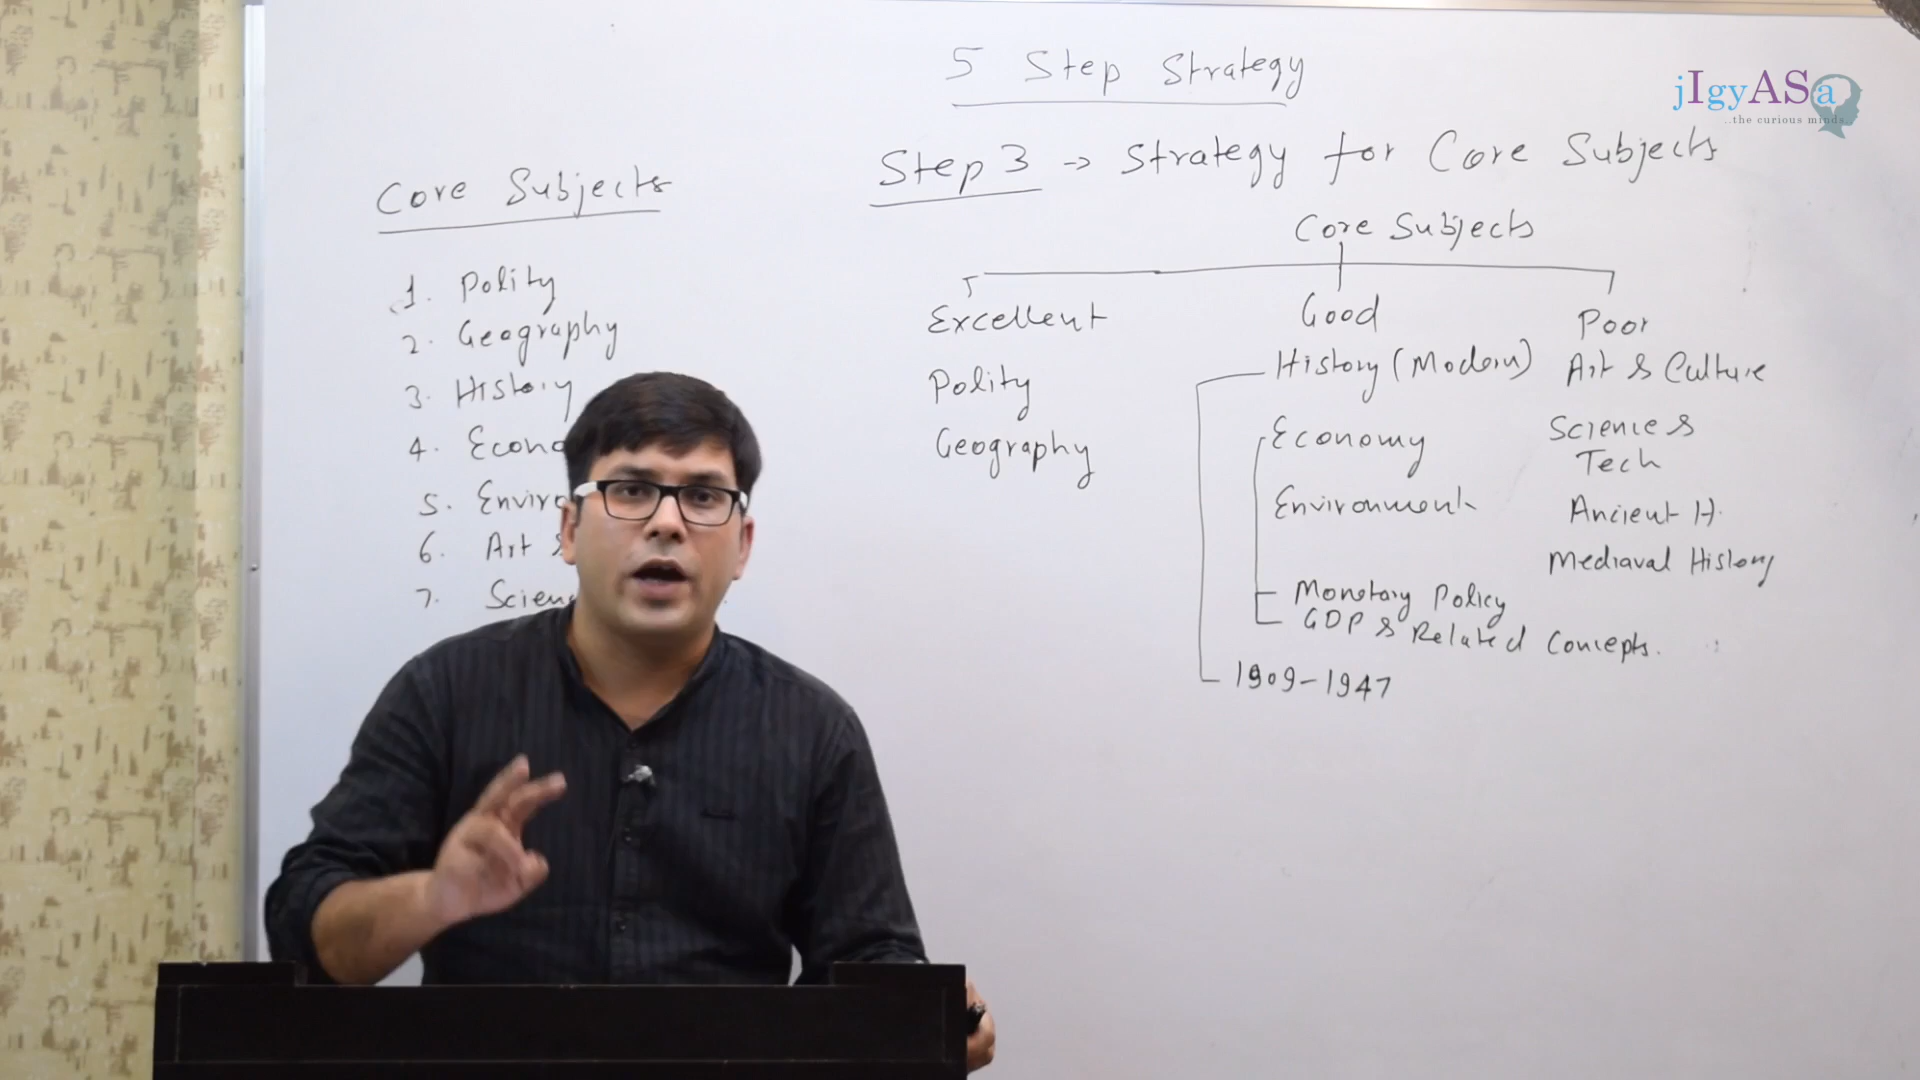 5 Step Strategy
jIgyASa
..the curious minds
Step 3 → Strategy for Core Subjects
Core Subjects
1. Polity
2. Geography
3. History
4. Econo
5. Enviro
6. Art &
7. Scienc
Core Subjects
Excellent
Polity
Geography
Good
History (Modern)
Economy
Environment
Monetary Policy
GDP & Related Concepts.
1909-1947
Poor
Art & Culture
Science &
Tech
Ancient H.
Mediaval History